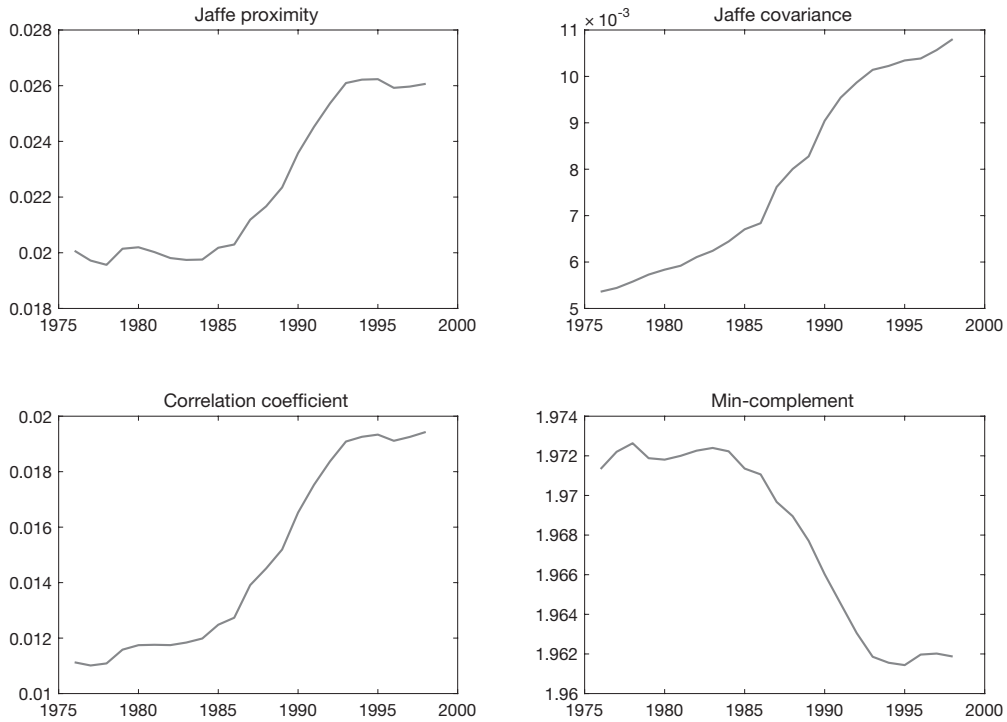 Jaffe proximity
0.028
0.026
0.024
0.022
0.02
0.018
1975 1980 1985 1990 1995 2000
Jaffe covariance
11 × 10-3
10
9
8
7
6
5
1975 1980 1985 1990 1995 2000
Correlation coefficient
0.02
0.018
0.016
0.014
0.012
0.01
1975 1980 1985 1990 1995 2000
Min-complement
1.974
1.972
1.97
1.968
1.966
1.964
1.962
1.96
1975 1980 1985 1990 1995 2000